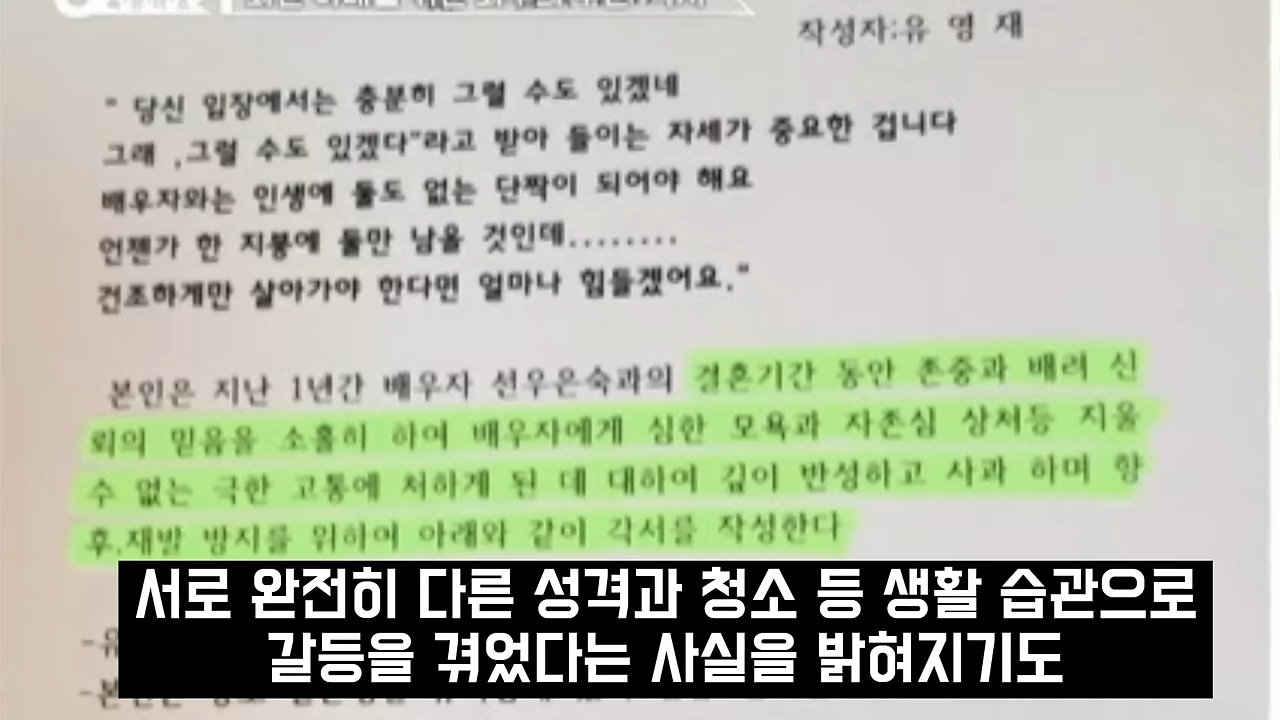 작성자:유 영 재
" 당신 입장에서는 충분히 그럴 수도 있겠네
그래 ,그럴 수도 있겠다"라고 받아 들이는 자세가 중요한 겁니다
배우자와는 인생에 둘도 없는 단짝이 되어야 해요
언젠가 한 지붕에 둘만 남을 것인데........
건조하게만 살아가야 한다면 얼마나 힘들겠어요."
본인은 지난 1년간 배우자 선우은숙과의 결혼기간 동안 존중과 배려 신
뢰의 믿음을 소홀히 하여 배우자에게 심한 모욕과 자존심 상처등 지울
수 없는 극한 고통에 처하게 된 데 대하여 깊이 반성하고 사과 하며 향
후.재발 방지를 위하여 아래와 같이 각서를 작성한다
서로 완전히 다른 성격과 청소 등 생활 습관으로
갈등을 겪었다는 사실을 밝혀지기도
-본인은